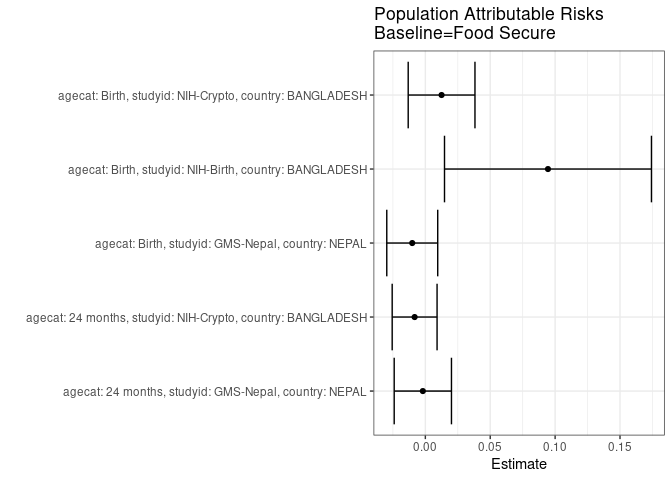 Population Attributable Risks
Baseline=Food Secure
agecat: Birth, studyid: NIH-Crypto, country: BANGLADESH
agecat: Birth, studyid: NIH-Birth, country: BANGLADESH
agecat: Birth, studyid: GMS-Nepal, country: NEPAL
agecat: 24 months, studyid: NIH-Crypto, country: BANGLADESH
agecat: 24 months, studyid: GMS-Nepal, country: NEPAL
0.00 0.05 0.10 0.15
Estimate